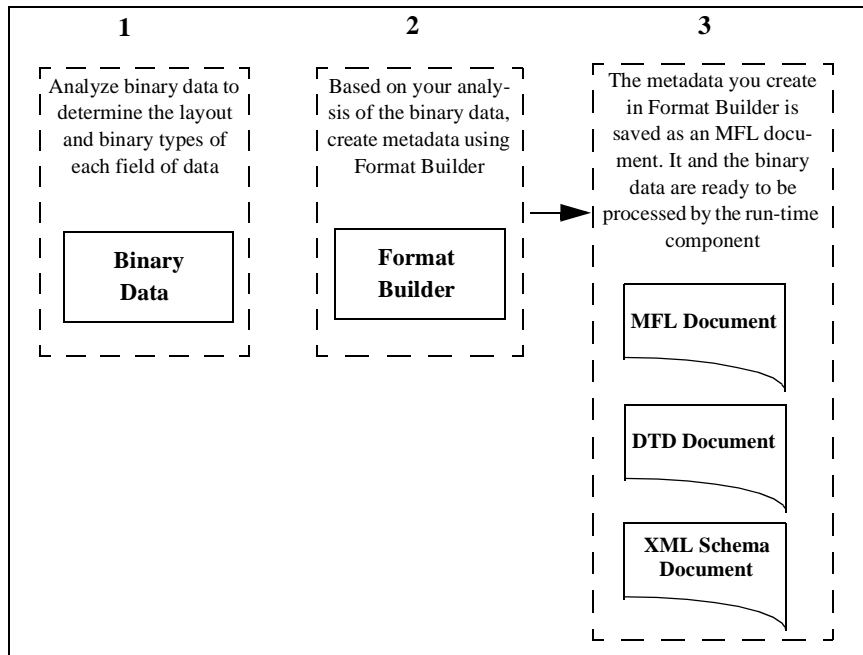 1
Analyze binary data to
determine the layout
and binary types of
each field of data
Binary
Data
2
Based on your analy-
sis of the binary data,
create metadata using
Format Builder
Format
Builder
3
The metadata you create
in Format Builder is
saved as an MFL docu-
ment. It and the binary
data are ready to be
processed by the run-time
component
MFL Document
DTD Document
XML Schema
Document